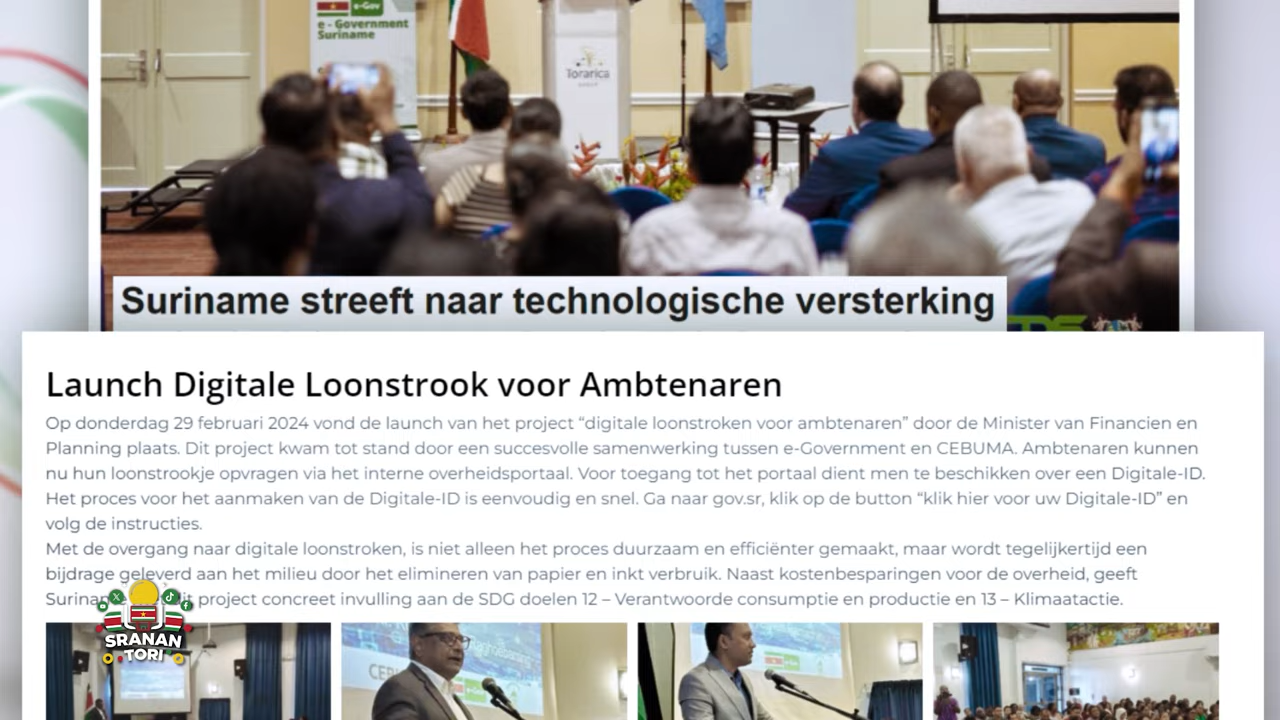 e-Gov
e - Government
Suriname
Torarica
GROUP
Suriname streeft naar technologische versterking
Launch Digitale Loonstrook voor Ambtenaren
Op donderdag 29 februari 2024 vond de launch van het project “digitale loonstroken voor ambtenaren” door de Minister van Financien en
Planning plaats. Dit project kwam tot stand door een succesvolle samenwerking tussen e-Government en CEBUMA. Ambtenaren kunnen
nu hun loonstrookje opvragen via het interne overheidsportaal. Voor toegang tot het portaal dient men te beschikken over een Digitale-ID.
Het proces voor het aanmaken van de Digitale-ID is eenvoudig en snel. Ga naar gov.sr, klik op de button “klik hier voor uw Digitale-ID” en
volg de instructies.
Met de overgang naar digitale loonstroken, is niet alleen het proces duurzaam en efficiënter gemaakt, maar wordt tegelijkertijd een
bijdrage geleverd aan het milieu door het elimineren van papier en inkt verbruik. Naast kostenbesparingen voor de overheid, geeft
project concreet invulling aan de SDG doelen 12 – Verantwoorde consumptie en productie en 13 – Klimaatactie.
SRANAN
TORI
e-Gov